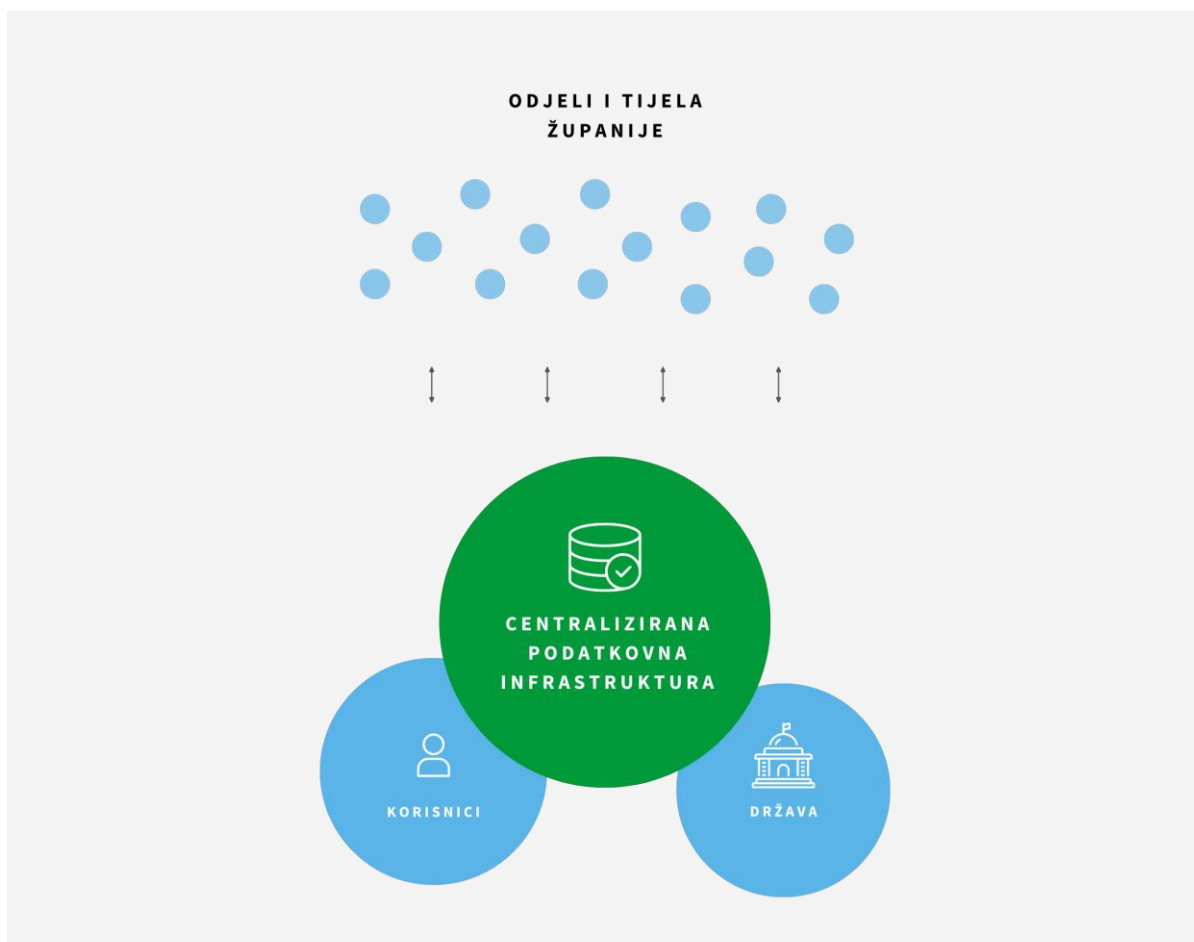 ODJELI I TIJELA
ŽUPANIJE
CENTRALIZIRANA
PODATKOVNA
INFRASTRUKTURA
KORISNICI
DRŽAVA